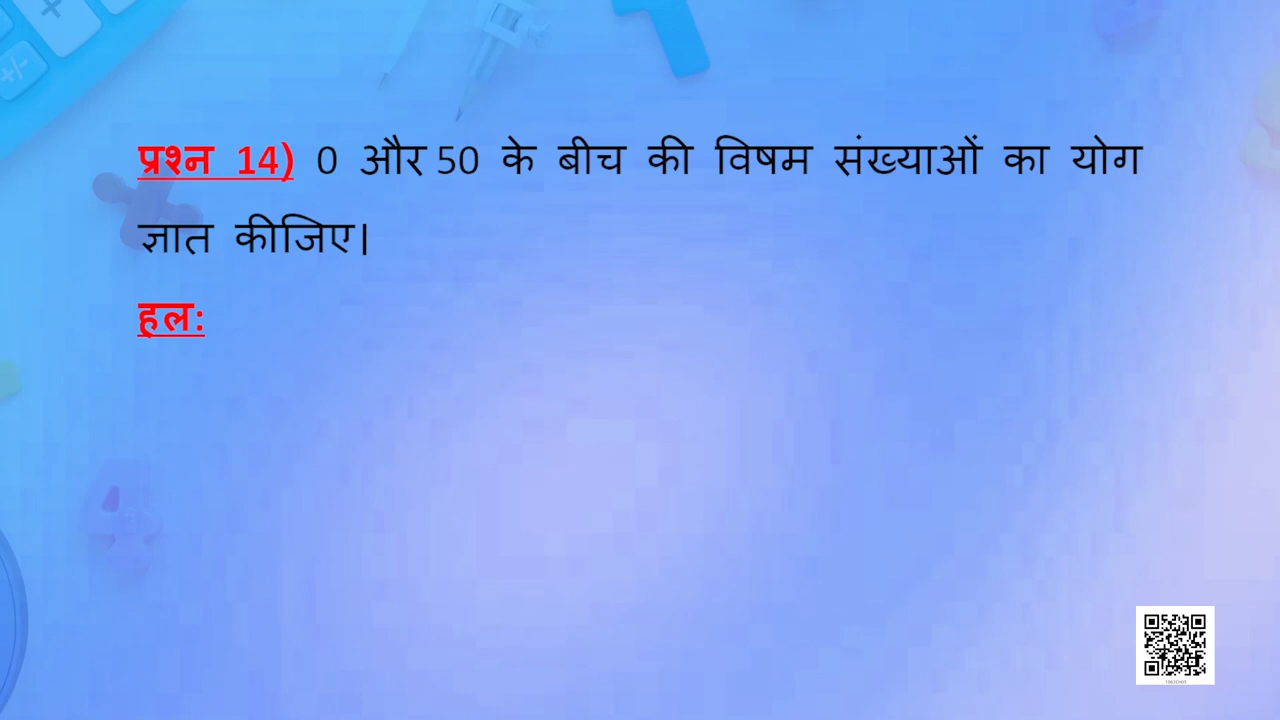 प्रश्न 14) 0 और 50 के बीच की विषम संख्याओं का योग
ज्ञात कीजिए।
हल: